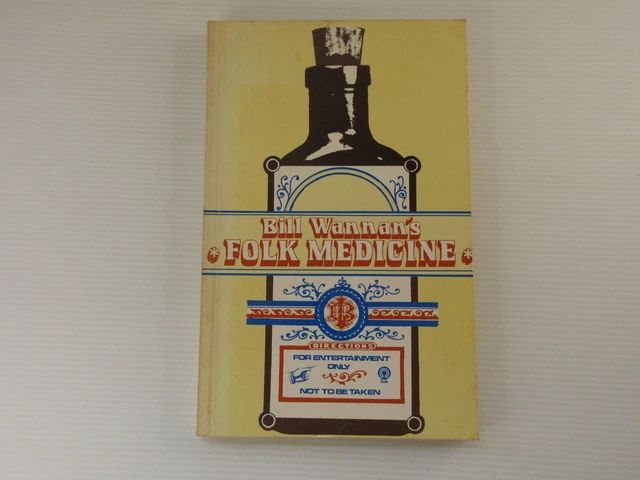 Bill Wannan's
FOLK MEDICINE
DIRECTIONS
FOR ENTERTAINMENT
ONLY
NOT TO BE TAKEN